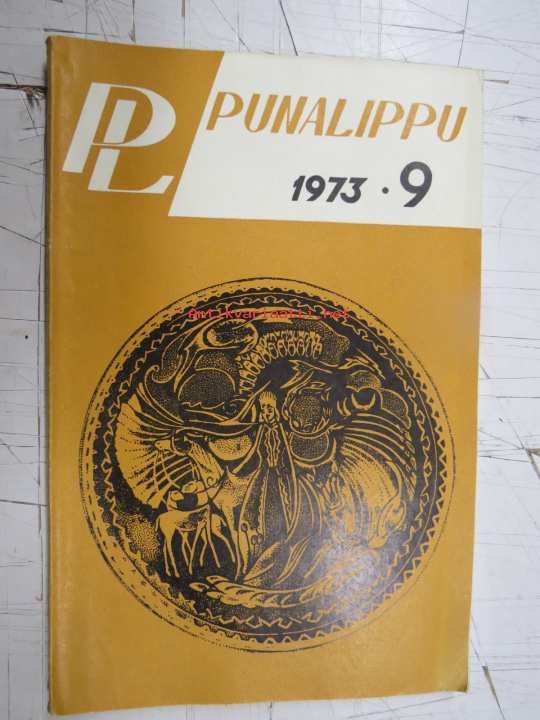 PL
PUNALIPPU
1973 · 9
antikvariaatti.net